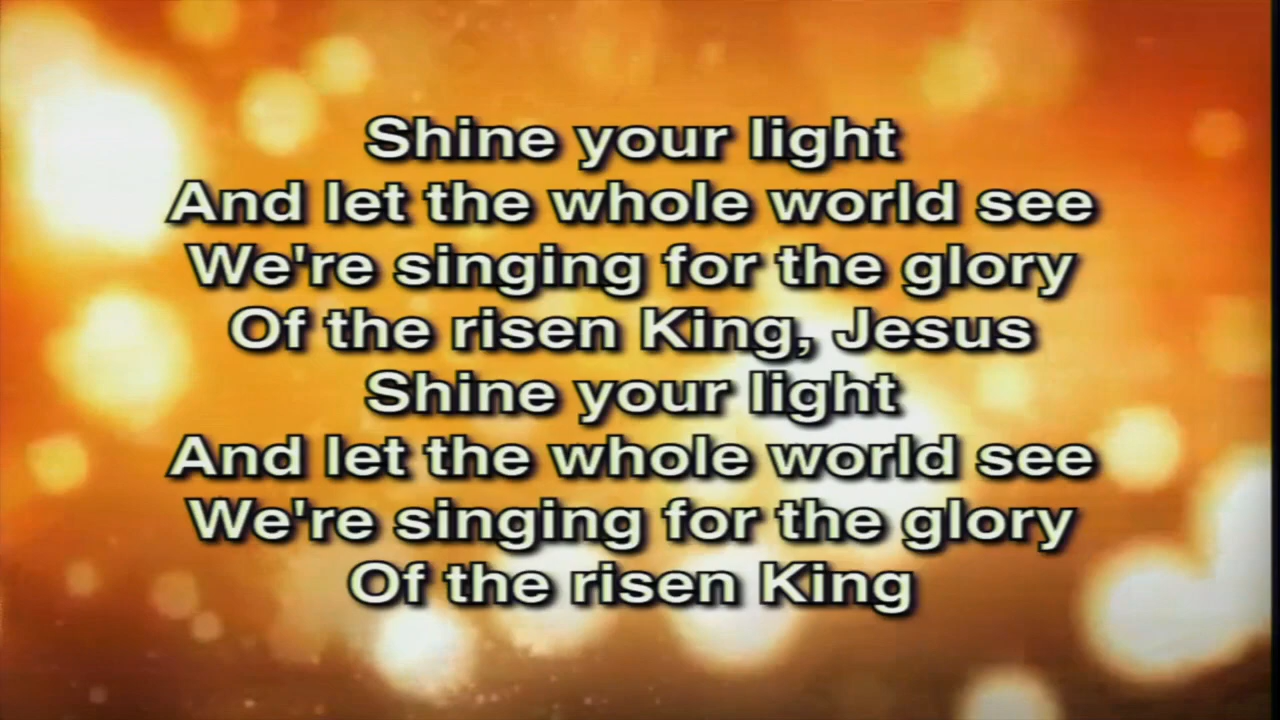 Shine your light
And let the whole world see
We're singing for the glory
Of the risen King, Jesus
Shine your light
And let the whole world see
We're singing for the glory
Of the risen King